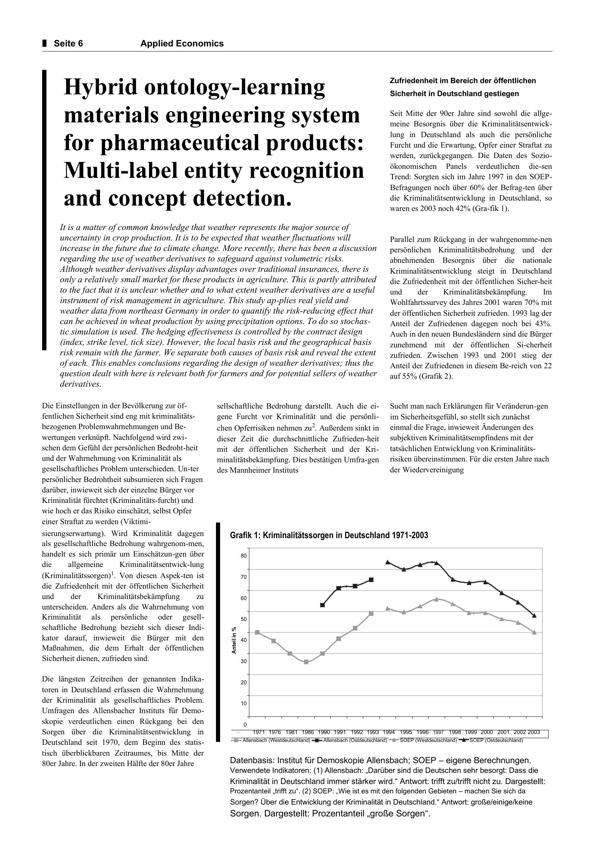 Seite 6
Applied Economics
Hybrid ontology-learning
materials engineering system
for pharmaceutical products:
Multi-label entity recognition
and concept detection.
It is a matter of common knowledge that weather represents the major source of
uncertainty in crop production. It is to be expected that weather fluctuations will
increase in the future due to climate change. More recently, there has been a discussion
regarding the use of weather derivatives to safeguard against volumetric risks.
Although weather derivatives display advantages over traditional insurances, there is
only a relatively small market for these products in agriculture. This is partly attributed
to the fact that it is unclear whether and to what extent weather derivatives are a useful
instrument of risk management in agriculture. This study ap-plies real yield and
weather data from northeast Germany in order to quantify the risk-reducing effect that
can be achieved in wheat production by using precipitation options. To do so stochas-
tic simulation is used. The hedging effectiveness is controlled by the contract design
(index, strike level, tick size). However, the local basis risk and the geographical basis
risk remain with the farmer. We separate both causes of basis risk and reveal the extent
of each. This enables conclusions regarding the design of weather derivatives; thus the
question dealt with here is relevant both for farmers and for potential sellers of weather
derivatives.
Die Einstellungen in der Bevölkerung zur öf-
fentlichen Sicherheit sind eng mit kriminalitäts-
bezogenen Problemwahrnehmungen und Be-
wertungen verknüpft. Nachfolgend wird zwi-
schen dem Gefühl der persönlichen Bedroht-heit
und der Wahrnehmung von Kriminalität als
gesellschaftliches Problem unterschieden. Un-ter
persönlicher Bedrohtheit subsumieren sich Fragen
darüber, inwieweit sich der einzelne Bürger vor
Kriminalität fürchtet (Kriminalitäts-furcht) und
wie hoch er das Risiko einschätzt, selbst Opfer
einer Straftat zu werden (Viktimi-
sierungserwartung). Wird Kriminalität dagegen
als gesellschaftliche Bedrohung wahrgenom-men,
handelt es sich primär um Einschätzun-gen über
die allgemeine Kriminalitätsentwick-lung
(Kriminalitätssorgen)1. Von diesen Aspek-ten ist
die Zufriedenheit mit der öffentlichen Sicherheit
und der Kriminalitätsbekämpfung zu
unterscheiden. Anders als die Wahrnehmung von
Kriminalität als persönliche oder gesell-
schaftliche Bedrohung bezieht sich dieser Indi-
kator darauf, inwieweit die Bürger mit den
Maßnahmen, die dem Erhalt der öffentlichen
Sicherheit dienen, zufrieden sind.
Die längsten Zeitreihen der genannten Indika-
toren in Deutschland erfassen die Wahrnehmung
der Kriminalität als gesellschaftliches Problem.
Umfragen des Allensbacher Instituts für Demo-
skopie verdeutlichen einen Rückgang bei den
Sorgen über die Kriminalitätsentwicklung in
Deutschland seit 1970, dem Beginn des statis-
tisch überblickbaren Zeitraumes, bis Mitte der
80er Jahre. In der zweiten Hälfte der 80er Jahre
sellschaftliche Bedrohung darstellt. Auch die ei-
gene Furcht vor Kriminalität und die persönli-
chen Opferrisiken nehmen zu2. Außerdem sinkt in
dieser Zeit die durchschnittliche Zufrieden-heit
mit der öffentlichen Sicherheit und der Kri-
minalitätsbekämpfung. Dies bestätigen Umfra-gen
des Mannheimer Instituts
Zufriedenheit im Bereich der öffentlichen
Sicherheit in Deutschland gestiegen
Seit Mitte der 90er Jahre sind sowohl die allge-
meine Besorgnis über die Kriminalitätsentwick-
lung in Deutschland als auch die persönliche
Furcht und die Erwartung, Opfer einer Straftat zu
werden, zurückgegangen. Die Daten des Sozio-
ökonomischen Panels verdeutlichen die-sen
Trend: Sorgten sich im Jahre 1997 in den SOEP-
Befragungen noch über 60% der Befrag-ten über
die Kriminalitätsentwicklung in Deutschland, so
waren es 2003 noch 42% (Gra-fik 1).
Parallel zum Rückgang in der wahrgenomme-nen
persönlichen Kriminalitätsbedrohung und der
abnehmenden Besorgnis über die nationale
Kriminalitätsentwicklung steigt in Deutschland
die Zufriedenheit mit der öffentlichen Sicher-heit
und der Kriminalitätsbekämpfung. Im
Wohlfahrtssurvey des Jahres 2001 waren 70% mit
der öffentlichen Sicherheit zufrieden. 1993 lag der
Anteil der Zufriedenen dagegen noch bei 43%.
Auch in den neuen Bundesländern sind die Bürger
zunehmend mit der öffentlichen Si-cherheit
zufrieden. Zwischen 1993 und 2001 stieg der
Anteil der Zufriedenen in diesem Be-reich von 22
auf 55% (Grafik 2).
Sucht man nach Erklärungen für Veränderun-gen
im Sicherheitsgefühl, so stellt sich zunächst
einmal die Frage, inwieweit Änderungen des
subjektiven Kriminalitätsempfindens mit der
tatsächlichen Entwicklung von Kriminalitäts-
risiken übereinstimmen. Für die ersten Jahre nach
der Wiedervereinigung
Grafik 1: Kriminalitätssorgen in Deutschland 1971-2003
80
70
60
50
40
30
20
10
0
Anteil in %
1971 1976 1981 1986 1990 1991 1992 1993 1994 1995 1996 1997 1998 1999 2000 2001 2002 2003
Allensbach (Westdeutschland) Allensbach (Ostdeutschland) SOEP (Westdeutschland) SOEP (Ostdeutschland)
Datenbasis: Institut für Demoskopie Allensbach; SOEP – eigene Berechnungen.
Verwendete Indikatoren: (1) Allensbach: „Darüber sind die Deutschen sehr besorgt: Dass die
Kriminalität in Deutschland immer stärker wird.“ Antwort: trifft zu/trifft nicht zu. Dargestellt:
Prozentanteil „trifft zu“. (2) SOEP: „Wie ist es mit den folgenden Gebieten – machen Sie sich da
Sorgen? Über die Entwicklung der Kriminalität in Deutschland.“ Antwort: große/einige/keine
Sorgen. Dargestellt: Prozentanteil „große Sorgen“.